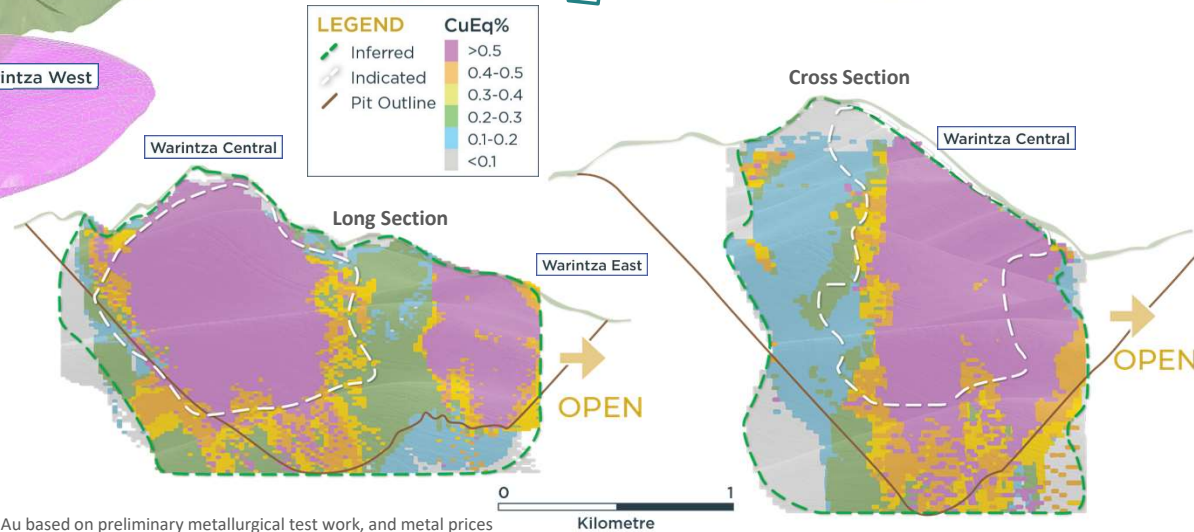 LEGEND
CuEq%
Inferred
Indicated
Pit Outline
>0.5
0.4-0.5
0.3-0.4
0.2-0.3
0.1-0.2
<0.1
intza West
Warintza Central
Long Section
Warintza East
OPEN
Cross Section
Warintza Central
OPEN
0
1
Kilometre
Au based on preliminary metallurgical test work, and metal prices